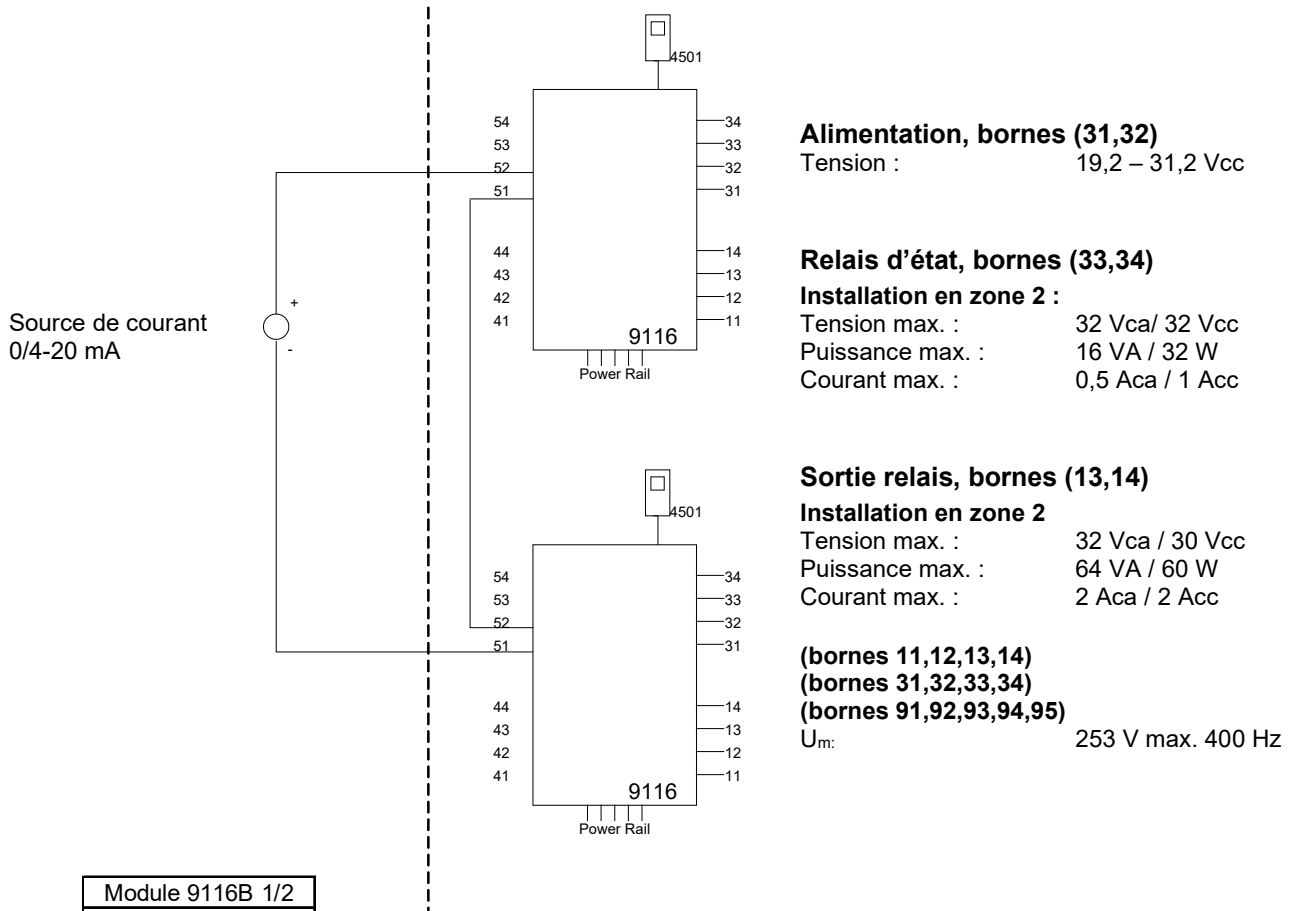 4501
54
53
52
51
44
43
42
41
34
33
32
31
14
13
12
11
9116
Power Rail
Source de courant
0/4-20 mA
+
-
4501
54
53
52
51
44
43
42
41
34
33
32
31
14
13
12
11
9116
Power Rail
Alimentation, bornes (31,32)
Tension : 19,2 – 31,2 Vcc
Relais d’état, bornes (33,34)
Installation en zone 2 :
Tension max. : 32 Vca/ 32 Vcc
Puissance max. : 16 VA / 32 W
Courant max. : 0,5 Aca / 1 Acc
Sortie relais, bornes (13,14)
Installation en zone 2
Tension max. : 32 Vca / 30 Vcc
Puissance max. : 64 VA / 60 W
Courant max. : 2 Aca / 2 Acc
(bornes 11,12,13,14)
(bornes 31,32,33,34)
(bornes 91,92,93,94,95)
Um: 253 V max. 400 Hz
Module 9116B 1/2